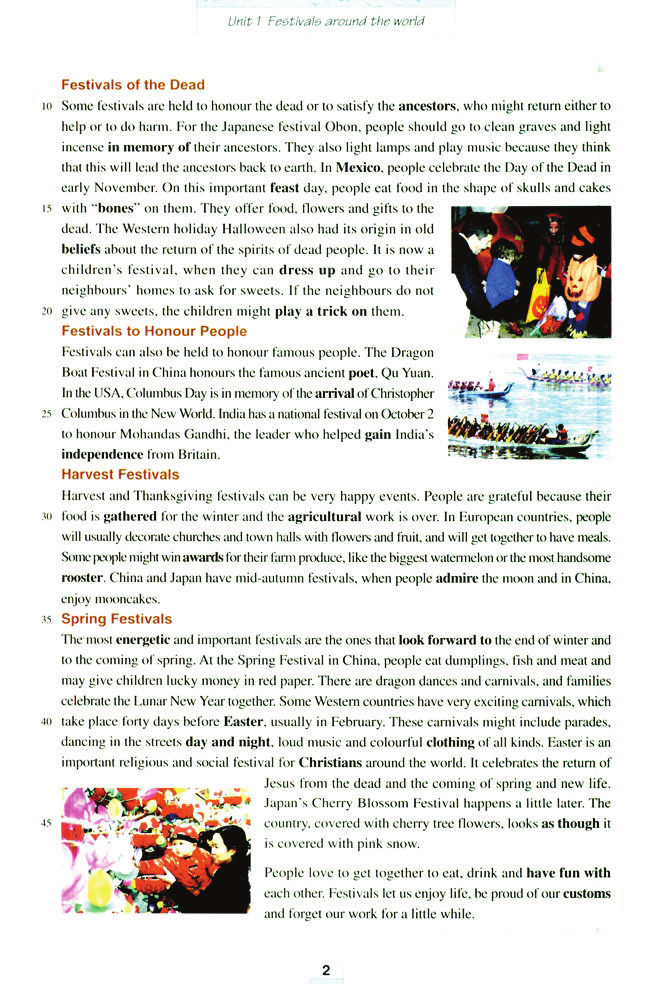 Unit 1 Festivals around the world
Festivals of the Dead
10 Some festivals are held to honour the dead or to satisfy the ancestors, who might return either to
help or to do harm. For the Japanese festival Obon, people should go to clean graves and light
incense in memory of their ancestors. They also light lamps and play music because they think
that this will lead the ancestors back to earth. In Mexico, people celebrate the Day of the Dead in
early November. On this important feast day, people eat food in the shape of skulls and cakes
15 with “bones” on them. They offer food, flowers and gifts to the
dead. The Western holiday Halloween also had its origin in old
beliefs about the return of the spirits of dead people. It is now a
children's festival, when they can dress up and go to their
neighbours' homes to ask for sweets. If the neighbours do not
20 give any sweets, the children might play a trick on them.
Festivals to Honour People
Festivals can also be held to honour famous people. The Dragon
Boat Festival in China honours the famous ancient poet, Qu Yuan.
In the USA, Columbus Day is in memory of the arrival of Christopher
25 Columbus in the New World. India has a national festival on October 2
to honour Mohandas Gandhi, the leader who helped gain India's
independence from Britain.
Harvest Festivals
Harvest and Thanksgiving festivals can be very happy events. People are grateful because their
30 food is gathered for the winter and the agricultural work is over. In European countries, people
will usually decorate churches and town halls with flowers and fruit, and will get together to have meals.
Some people might win awards for their farm produce, like the biggest watermelon or the most handsome
rooster. China and Japan have mid-autumn festivals, when people admire the moon and in China,
enjoy mooncakes.
35 Spring Festivals
The most energetic and important festivals are the ones that look forward to the end of winter and
to the coming of spring. At the Spring Festival in China, people eat dumplings, fish and meat and
may give children lucky money in red paper. There are dragon dances and carnivals, and families
celebrate the Lunar New Year together. Some Western countries have very exciting carnivals, which
40 take place forty days before Easter, usually in February. These carnivals might include parades,
dancing in the streets day and night, loud music and colourful clothing of all kinds. Easter is an
important religious and social festival for Christians around the world. It celebrates the return of
Jesus from the dead and the coming of spring and new life.
Japan's Cherry Blossom Festival happens a little later. The
45 country, covered with cherry tree flowers, looks as though it
is covered with pink snow.
People love to get together to eat, drink and have fun with
each other. Festivals let us enjoy life, be proud of our customs
and forget our work for a little while.
2